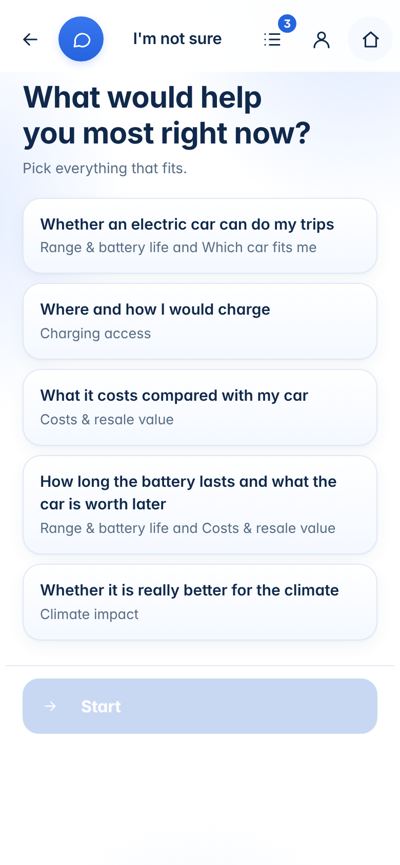 I'm not sure
3
What would help
you most right now?
Pick everything that fits.
Whether an electric car can do my trips
Range & battery life and Which car fits me
Where and how I would charge
Charging access
What it costs compared with my car
Costs & resale value
How long the battery lasts and what the
car is worth later
Range & battery life and Costs & resale value
Whether it is really better for the climate
Climate impact
Start